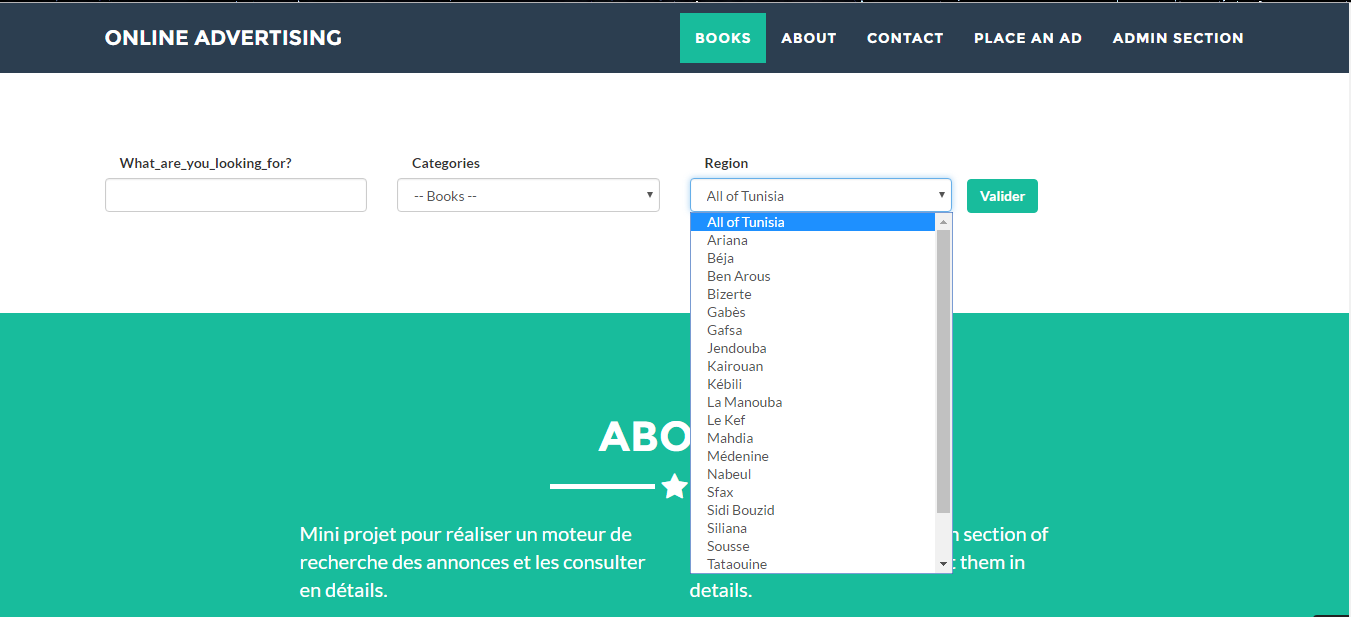 ONLINE ADVERTISING
BOOKS ABOUT CONTACT PLACE AN AD ADMIN SECTION
What_are_you_looking_for? Categories Region
-- Books -- All of Tunisia Valider
All of Tunisia
Ariana
Béja
Ben Arous
Bizerte
Gabès
Gafsa
Jendouba
Kairouan
Kébili
La Manouba
Le Kef
Mahdia
Médenine
Nabeul
Sfax
Sidi Bouzid
Siliana
Sousse
Tataouine
ABO
Mini projet pour réaliser un moteur de
recherche des annonces et les consulter
en détails.
section of
them in
details.